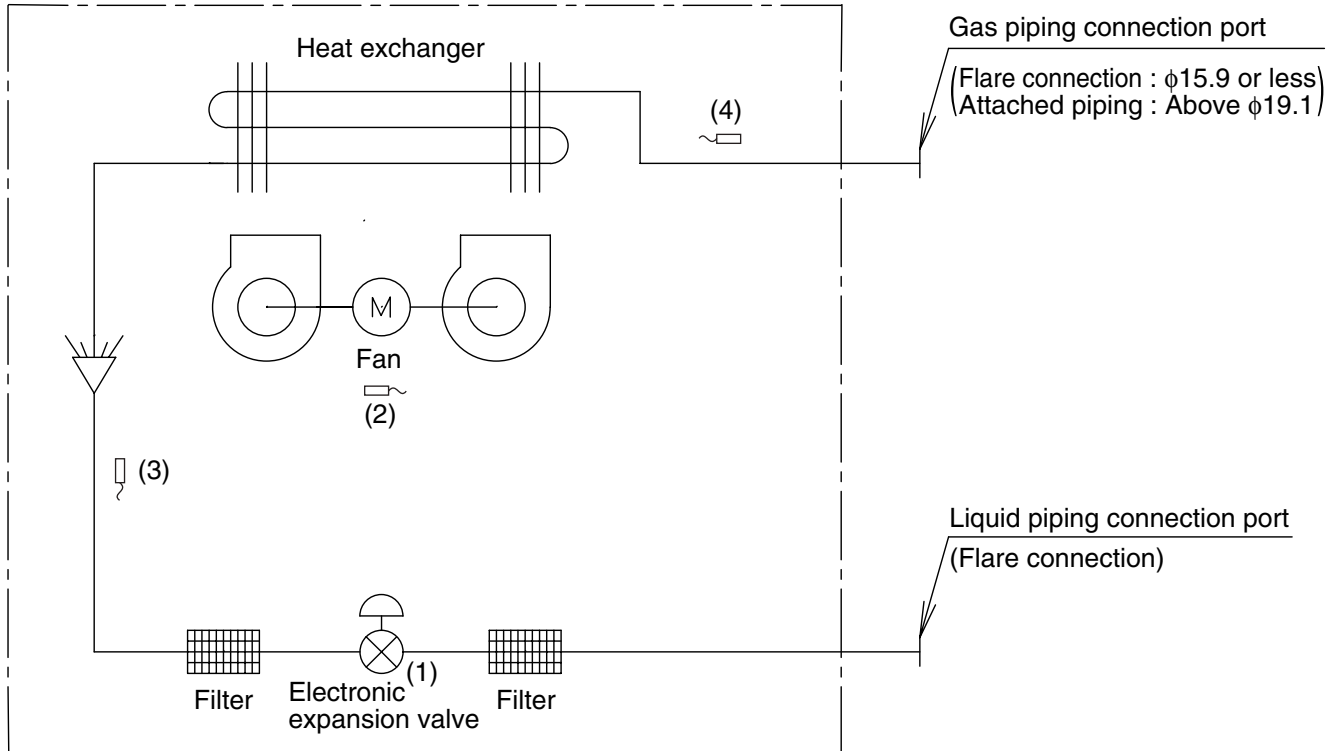 Heat exchanger
Gas piping connection port
(Flare connection : ϕ15.9 or less)
(Attached piping : Above ϕ19.1)
(4)
M
Fan
(2)
(3)
Liquid piping connection port
(Flare connection)
(1)
Filter
Electronic
expansion valve
Filter